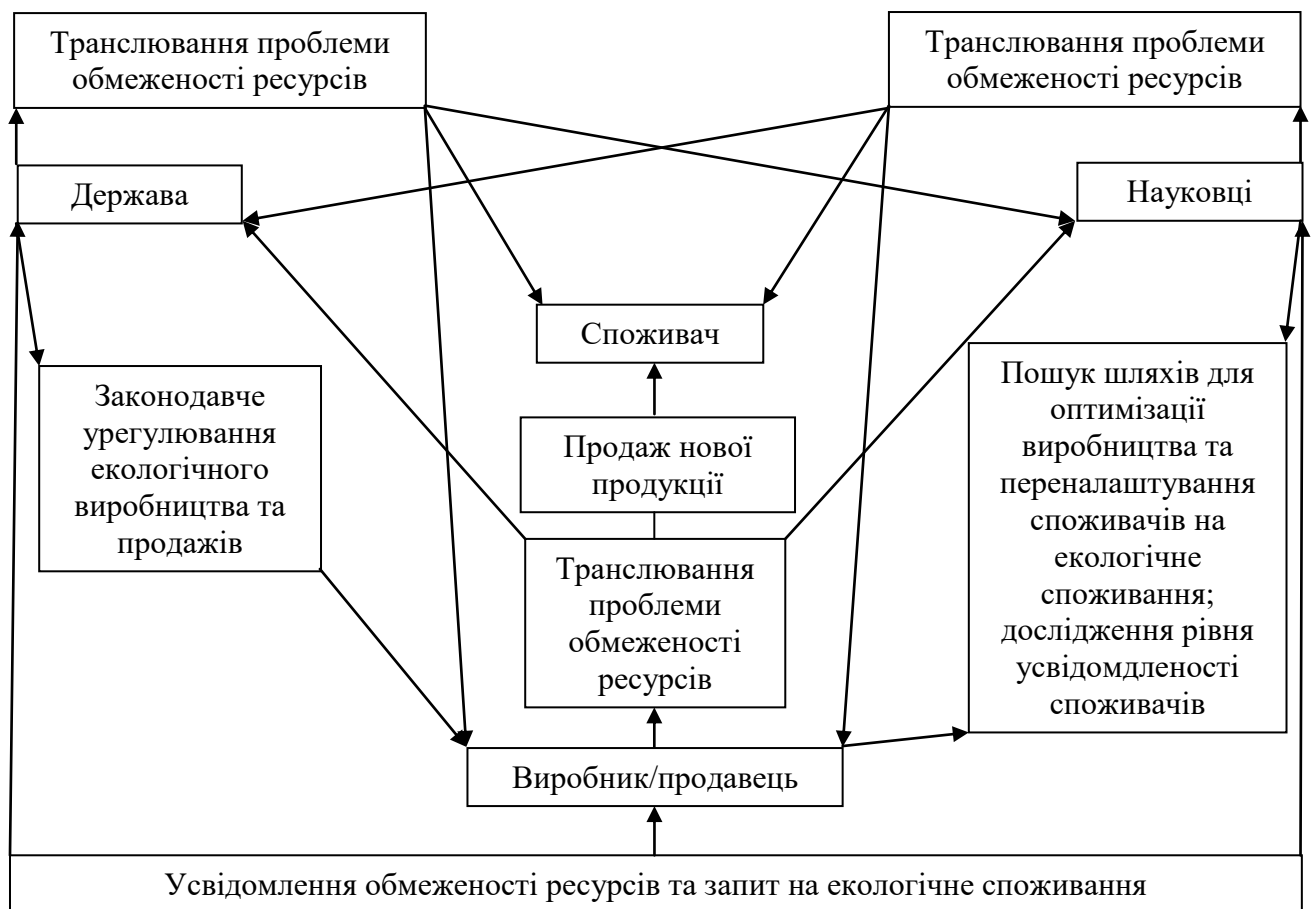 Транслювання проблеми
обмеженості ресурсів
Транслювання проблеми
обмеженості ресурсів
Держава
Науковці
Споживач
Законодавче
урегулювання
екологічного
виробництва та
продажів
Продаж нової
продукції
Пошук шляхів для
оптимізації
виробництва та
переналаштування
споживачів на
екологічне
споживання;
дослідження рівня
усвідомдленості
споживачів
Транслювання
проблеми
обмеженості
ресурсів
Виробник/продавець
Усвідомлення обмеженості ресурсів та запит на екологічне споживання